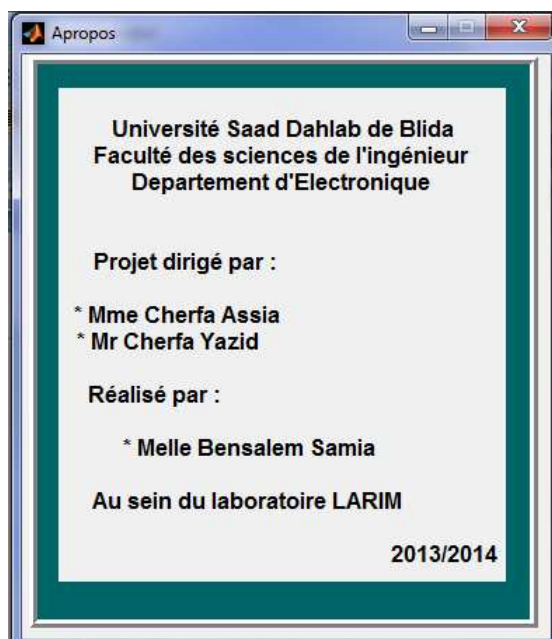 Apropos
Université Saad Dahlab de Blida
Faculté des sciences de l'ingénieur
Departement d'Electronique
Projet dirigé par :
* Mme Cherfa Assia
* Mr Cherfa Yazid
Réalisé par :
* Melle Bensalem Samia
Au sein du laboratoire LARIM
2013/2014